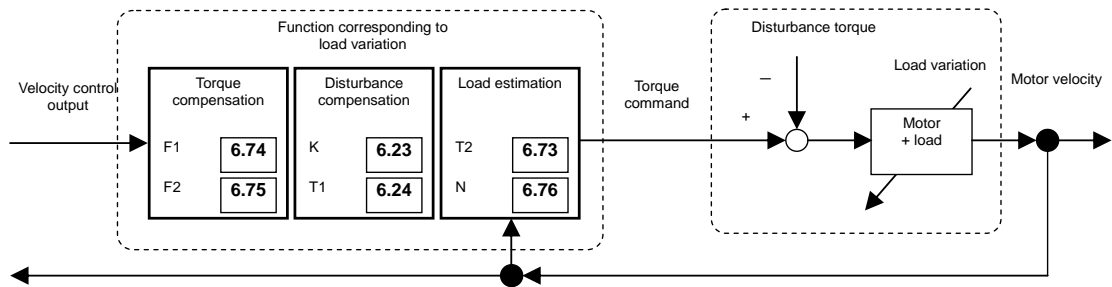 Function corresponding to
load variation
Disturbance torque
Velocity control
output
Torque
compensation
F1 6.74
F2 6.75
Disturbance
compensation
K 6.23
T1 6.24
Load estimation
T2 6.73
N 6.76
Torque
command
−
+
Load variation
Motor
+ load
Motor velocity